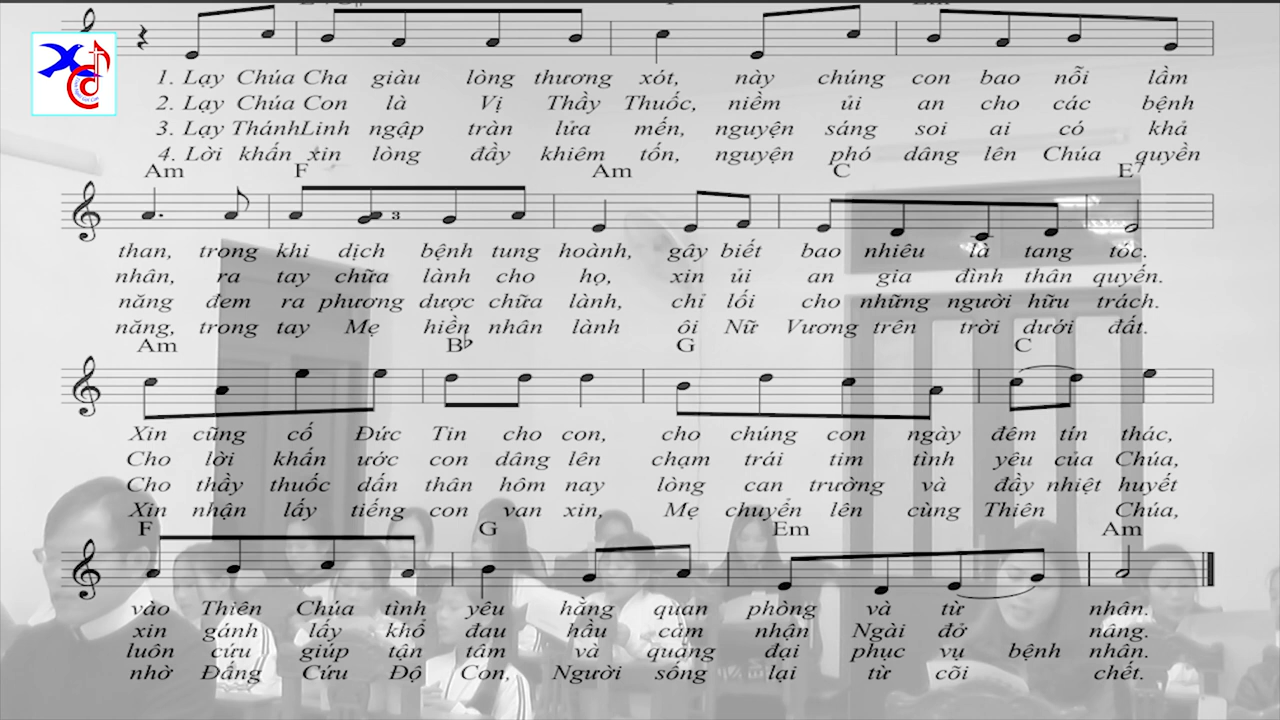 1. Lạy Chúa Cha giàu lòng thương xót, này chúng con bao nỗi lầm
2. Lạy Chúa Con là Vị Thầy Thuốc, niềm ủi an cho các bệnh
3. Lạy ThánhLinh ngập tràn lửa mến, nguyện sáng soi ai có khả
4. Lời khấn xin lòng đầy khiêm tốn, nguyện phó dâng lên Chúa quyền
Am F Am C E7
3
than, trong khi dịch bệnh tung hoành, gây biết bao nhiêu là tang tóc.
nhân, ra tay chữa lành cho họ, xin ủi an gia đình thân quyến.
năng đem ra phương dược chữa lành, chỉ lối cho những người hữu trách.
năng, trong tay Mẹ hiền nhân lành ôi Nữ Vương trên trời dưới đất.
Am B♭ G C
Xin cũng cố Đức Tin cho con, cho chúng con ngày đêm tín thác,
Cho lời khấn ước con dâng lên chạm trái tim tình yêu của Chúa,
Cho thầy thuốc dấn thân hôm nay lòng can trường và đầy nhiệt huyết
Xin nhận lấy tiếng con van xin, Mẹ chuyển lên cùng Thiên Chúa,
F G Em Am
vào Thiên Chúa tình yêu hằng quan phòng và từ nhân.
xin gánh lấy khổ đau hầu cảm nhận Ngài đở nâng.
luôn cứu giúp tận tâm và quảng đại phục vụ bệnh nhân.
nhờ Đấng Cứu Độ Con, Người sống lại từ cõi chết.